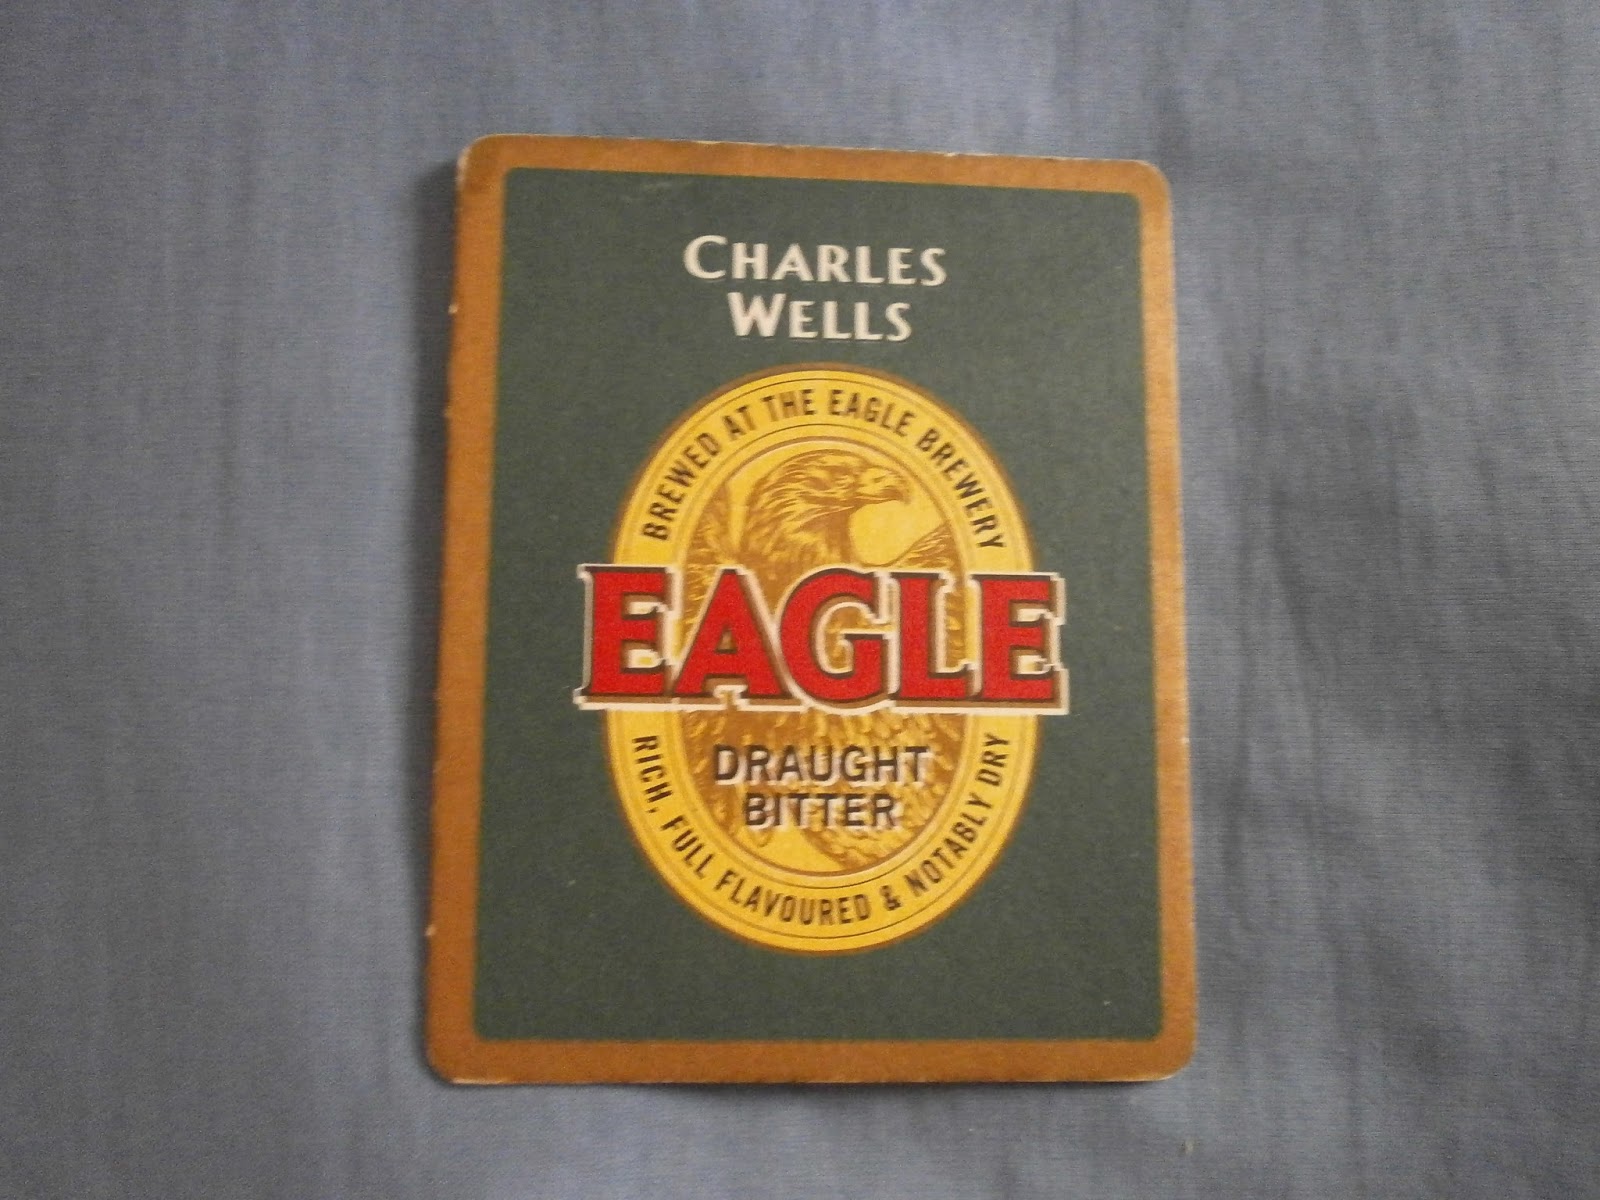 CHARLES
WELLS
BREWED AT THE EAGLE BREWERY
EAGLE
DRAUGHT
BITTER
RICH, FULL FLAVOURED & NOTABLY DRY